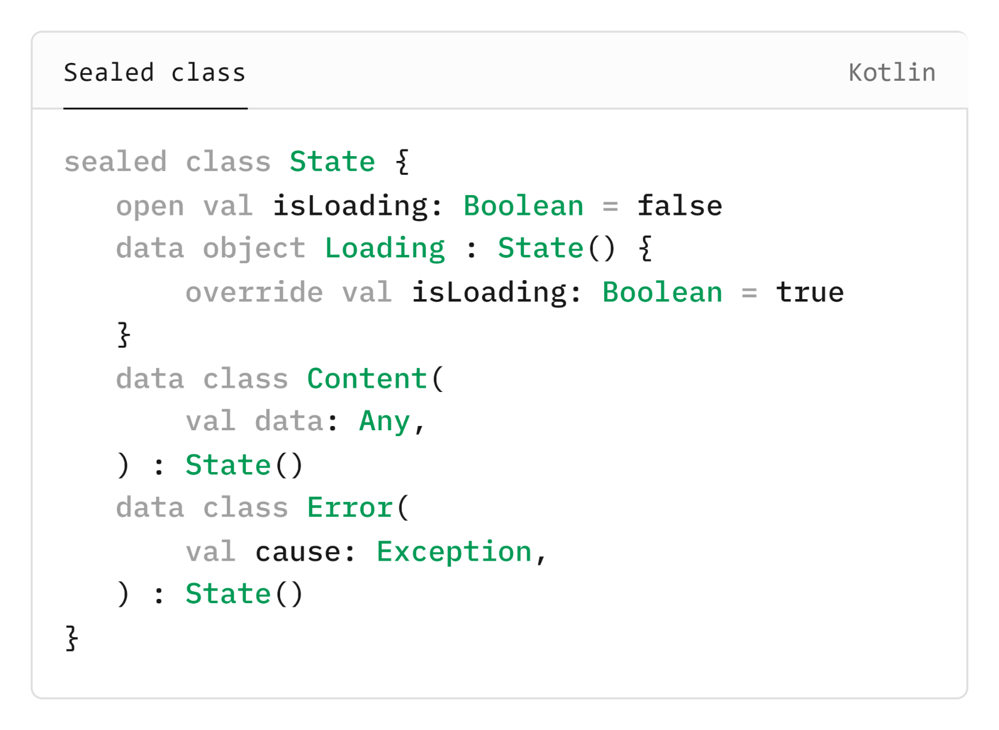 Sealed class
Kotlin
sealed class State {
open val isLoading: Boolean = false
data object Loading : State() {
override val isLoading: Boolean = true
}
data class Content(
val data: Any,
) : State()
data class Error(
val cause: Exception,
) : State()
}